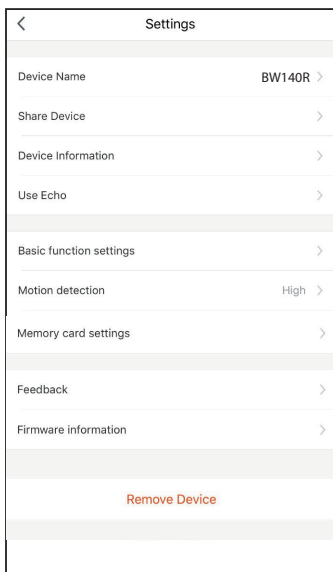 Settings
Device Name BW140R
Share Device
Device Information
Use Echo
Basic function settings
Motion detection High
Memory card settings
Feedback
Firmware information
Remove Device